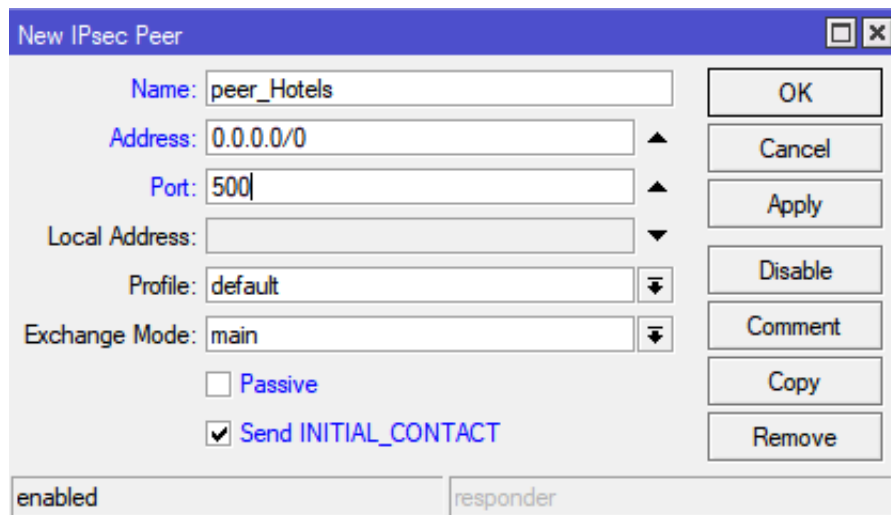 New IPsec Peer
Name: peer_Hotels
OK
Address: 0.0.0.0/0
Cancel
Port: 500
Apply
Local Address:
Profile: default
Disable
Exchange Mode: main
Comment
Passive
Copy
Send INITIAL_CONTACT
Remove
enabled
responder